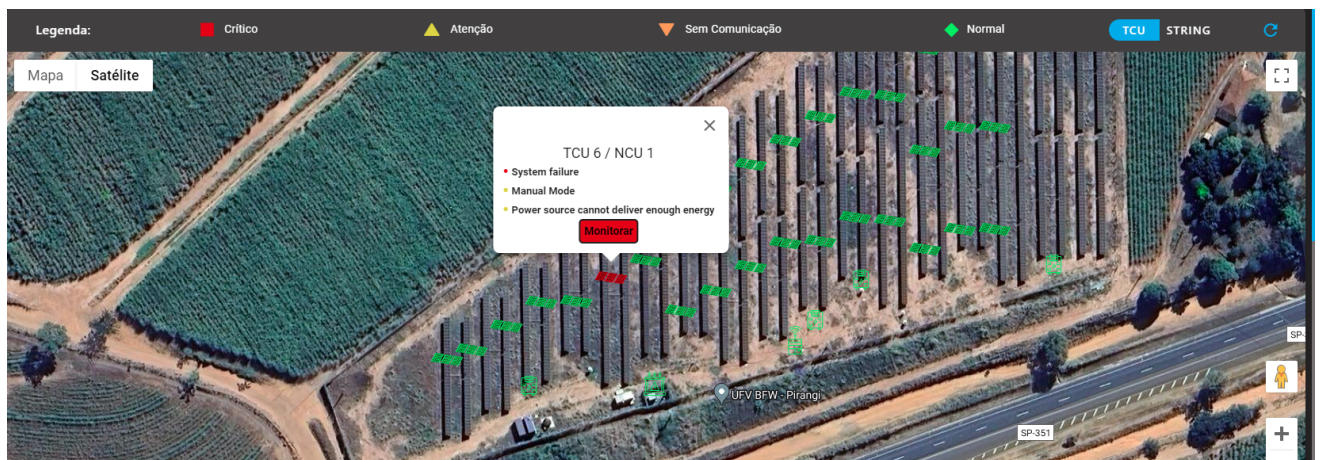 Legenda:
Crítico
Atenção
Sem Comunicação
Normal
TCU
STRING
Mapa
Satélite
TCU 6 / NCU 1
System failure
Manual Mode
Power source cannot deliver enough energy
Monitorar
UFV BFW - Pirangi
SP-351
SP-